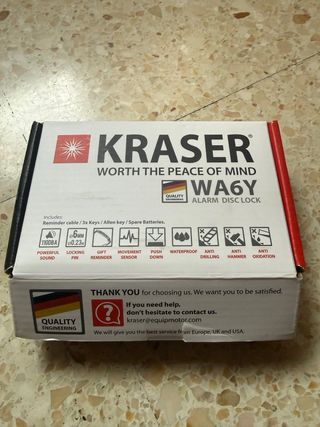 KRASER®
WORTH THE PEACE OF MIND
QUALITY
WA6Y
ALARM DISC LOCK
Includes:
Reminder cable / 3x Keys / Allen key / Spare Batteries.
110DBA
ø6MM
ø0,23in
POWERFUL SOUND
LOCKING PIN
GIFT REMINDER
MOVEMENT SENSOR
PUSH DOWN
WATERPROOF
ANTI DRILLING
ANTI HAMMER
ANTI OXIDATION
THANK YOU for choosing us. We want you to be satisfied.
If you need help,
don't hesitate to contact us.
kraser@equipmotor.com
We will give you the best service from Europe, UK and USA.
QUALITY
ENGINEERING